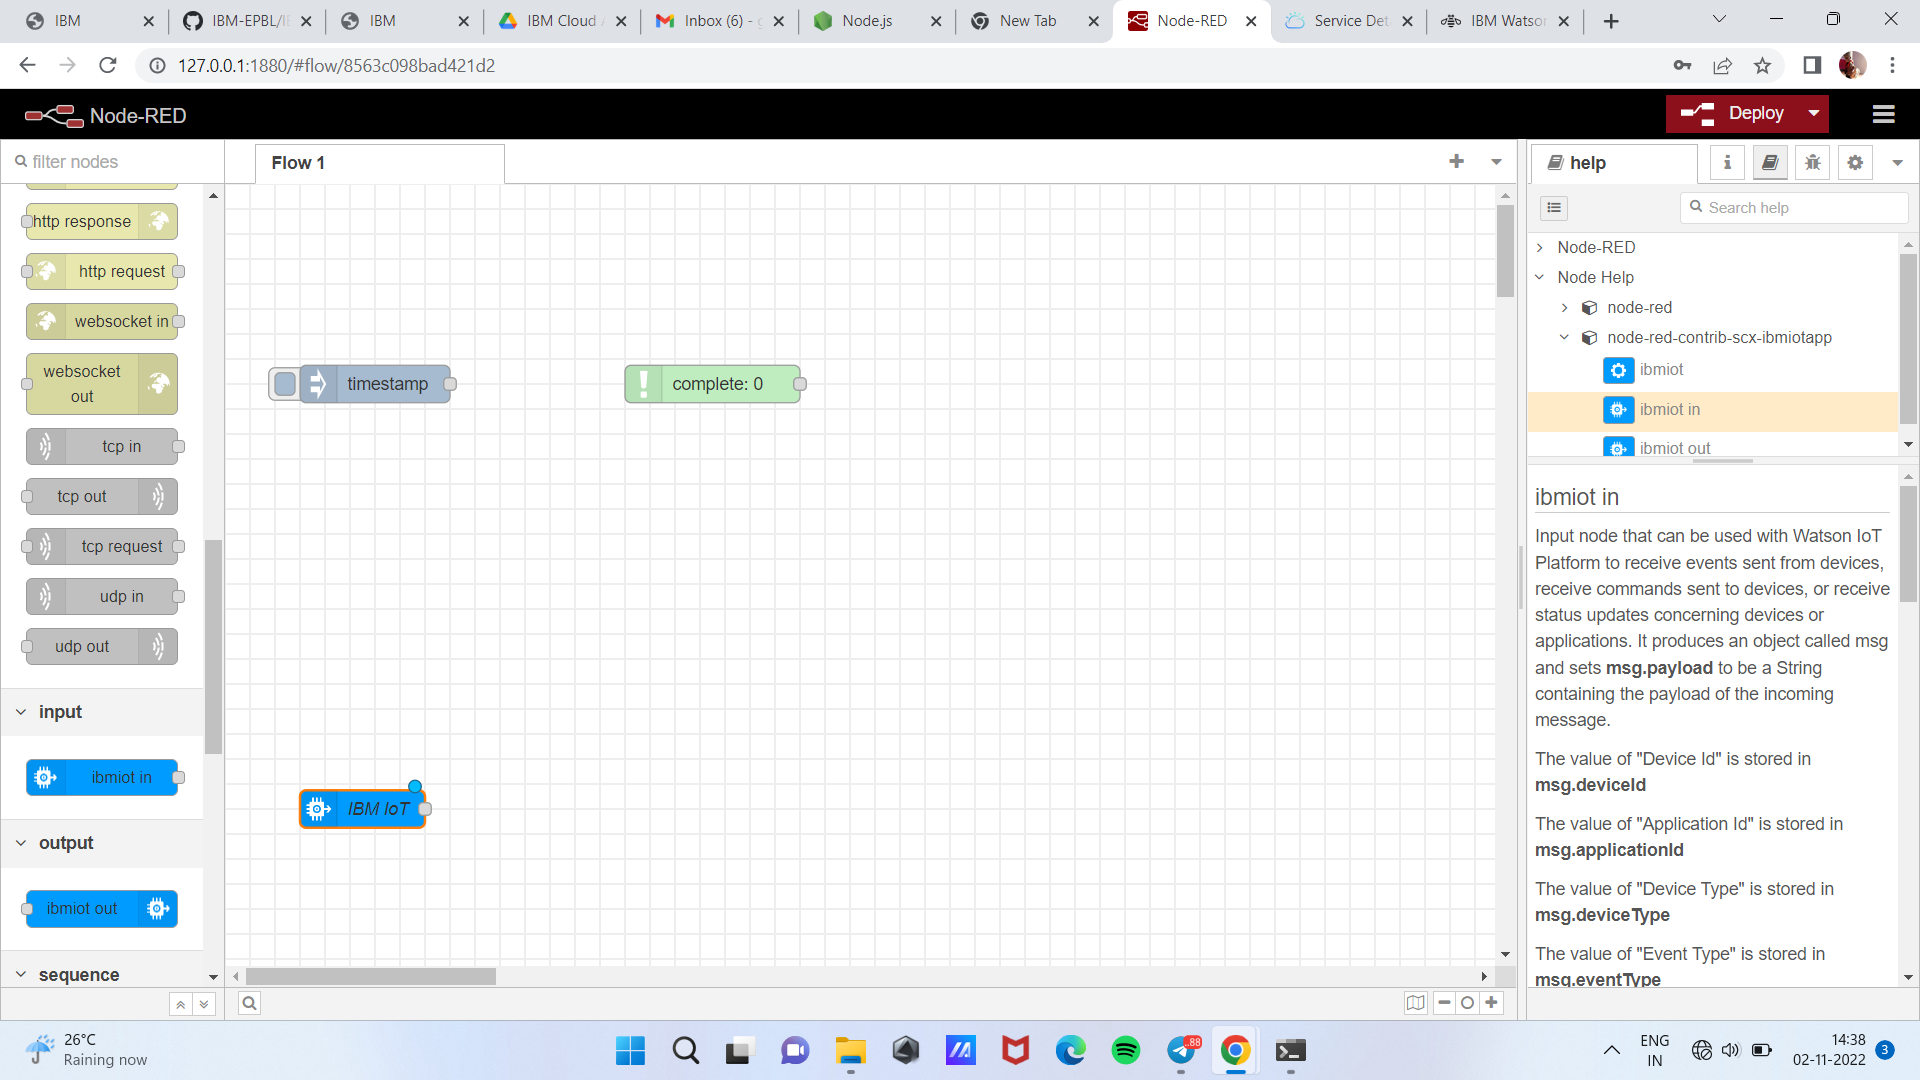 IBM
IBM-EPBL/I
IBM
IBM Cloud
Inbox (6) -
Node.js
New Tab
Node-RED
Service Det
IBM Watso
127.0.0.1:1880/#flow/8563c098bad421d2
Node-RED
Deploy
filter nodes
Flow 1
help
http response
http request
websocket in
websocket
out
tcp in
tcp out
tcp request
udp in
udp out
input
ibmiot in
output
ibmiot out
sequence
timestamp
complete: 0
IBM IoT
Search help
Node-RED
Node Help
node-red
node-red-contrib-scx-ibmiotapp
ibmiot
ibmiot in
ibmiot out
ibmiot in
Input node that can be used with Watson IoT
Platform to receive events sent from devices,
receive commands sent to devices, or receive
status updates concerning devices or
applications. It produces an object called msg
and sets msg.payload to be a String
containing the payload of the incoming
message.
The value of "Device Id" is stored in
msg.deviceId
The value of "Application Id" is stored in
msg.applicationId
The value of "Device Type" is stored in
msg.deviceType
The value of "Event Type" is stored in
msg.eventType
26°C
Raining now
88
ENG
IN
14:38
02-11-2022
3